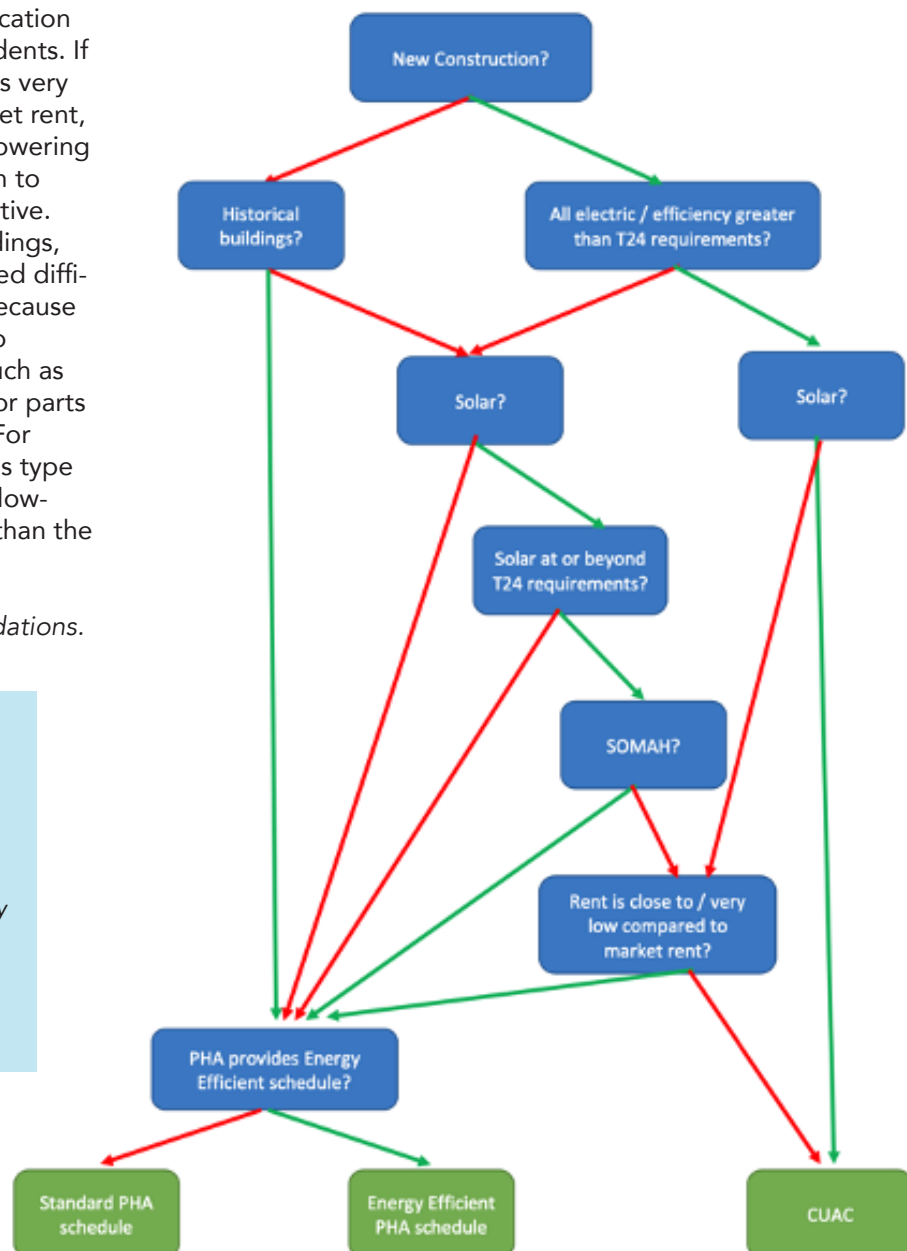 cation
dents. If
s very
et rent,
owering
n to
tive.
dings,
ed diffi-
ecause
o
uch as
or parts
For
s type
low-
than the
dations.
y
New Construction?
Historical
buildings?
All electric / efficiency greater
than T24 requirements?
Solar?
Solar?
Solar at or beyond
T24 requirements?
SOMAH?
Rent is close to / very
low compared to
market rent?
PHA provides Energy
Efficient schedule?
Standard PHA
schedule
Energy Efficient
PHA schedule
CUAC